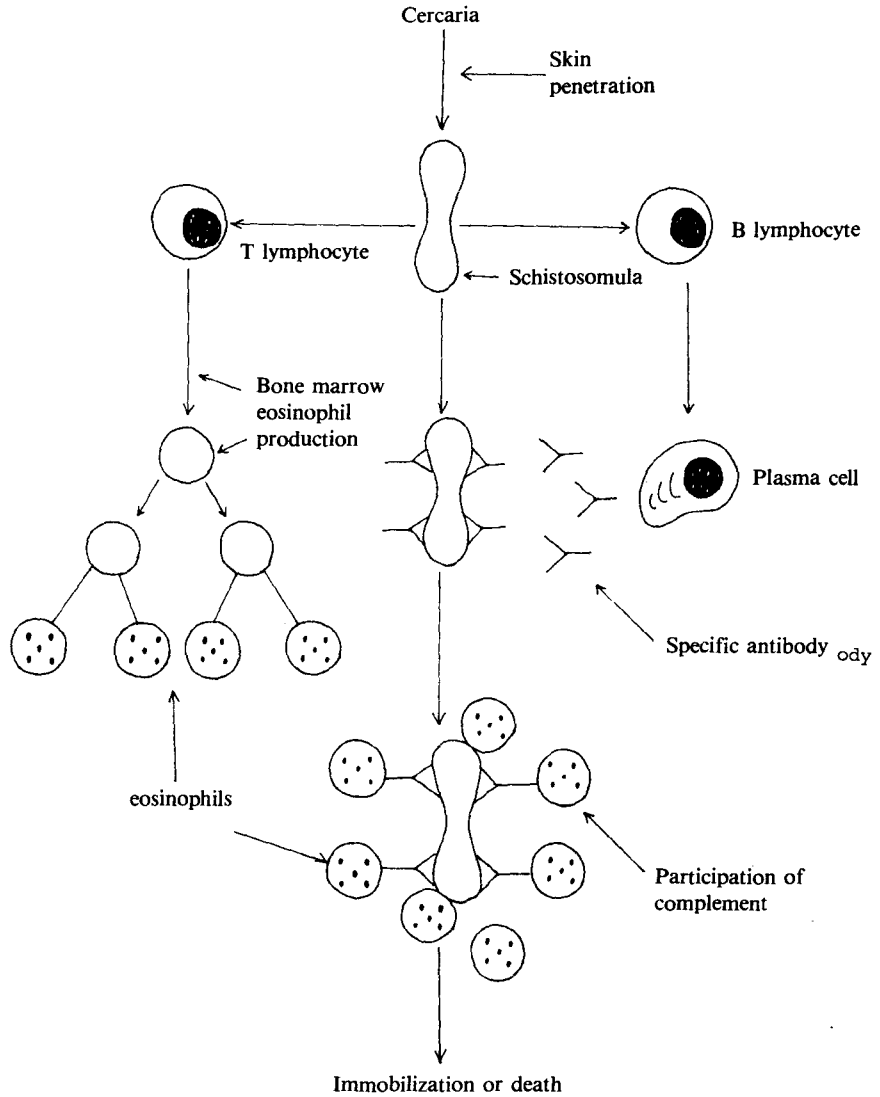 Cercaria
Skin
penetration
T lymphocyte
B lymphocyte
Schistosomula
Bone marrow
eosinophil
production
Plasma cell
Specific antibody ody
eosinophils
Participation of
complement
Immobilization or death